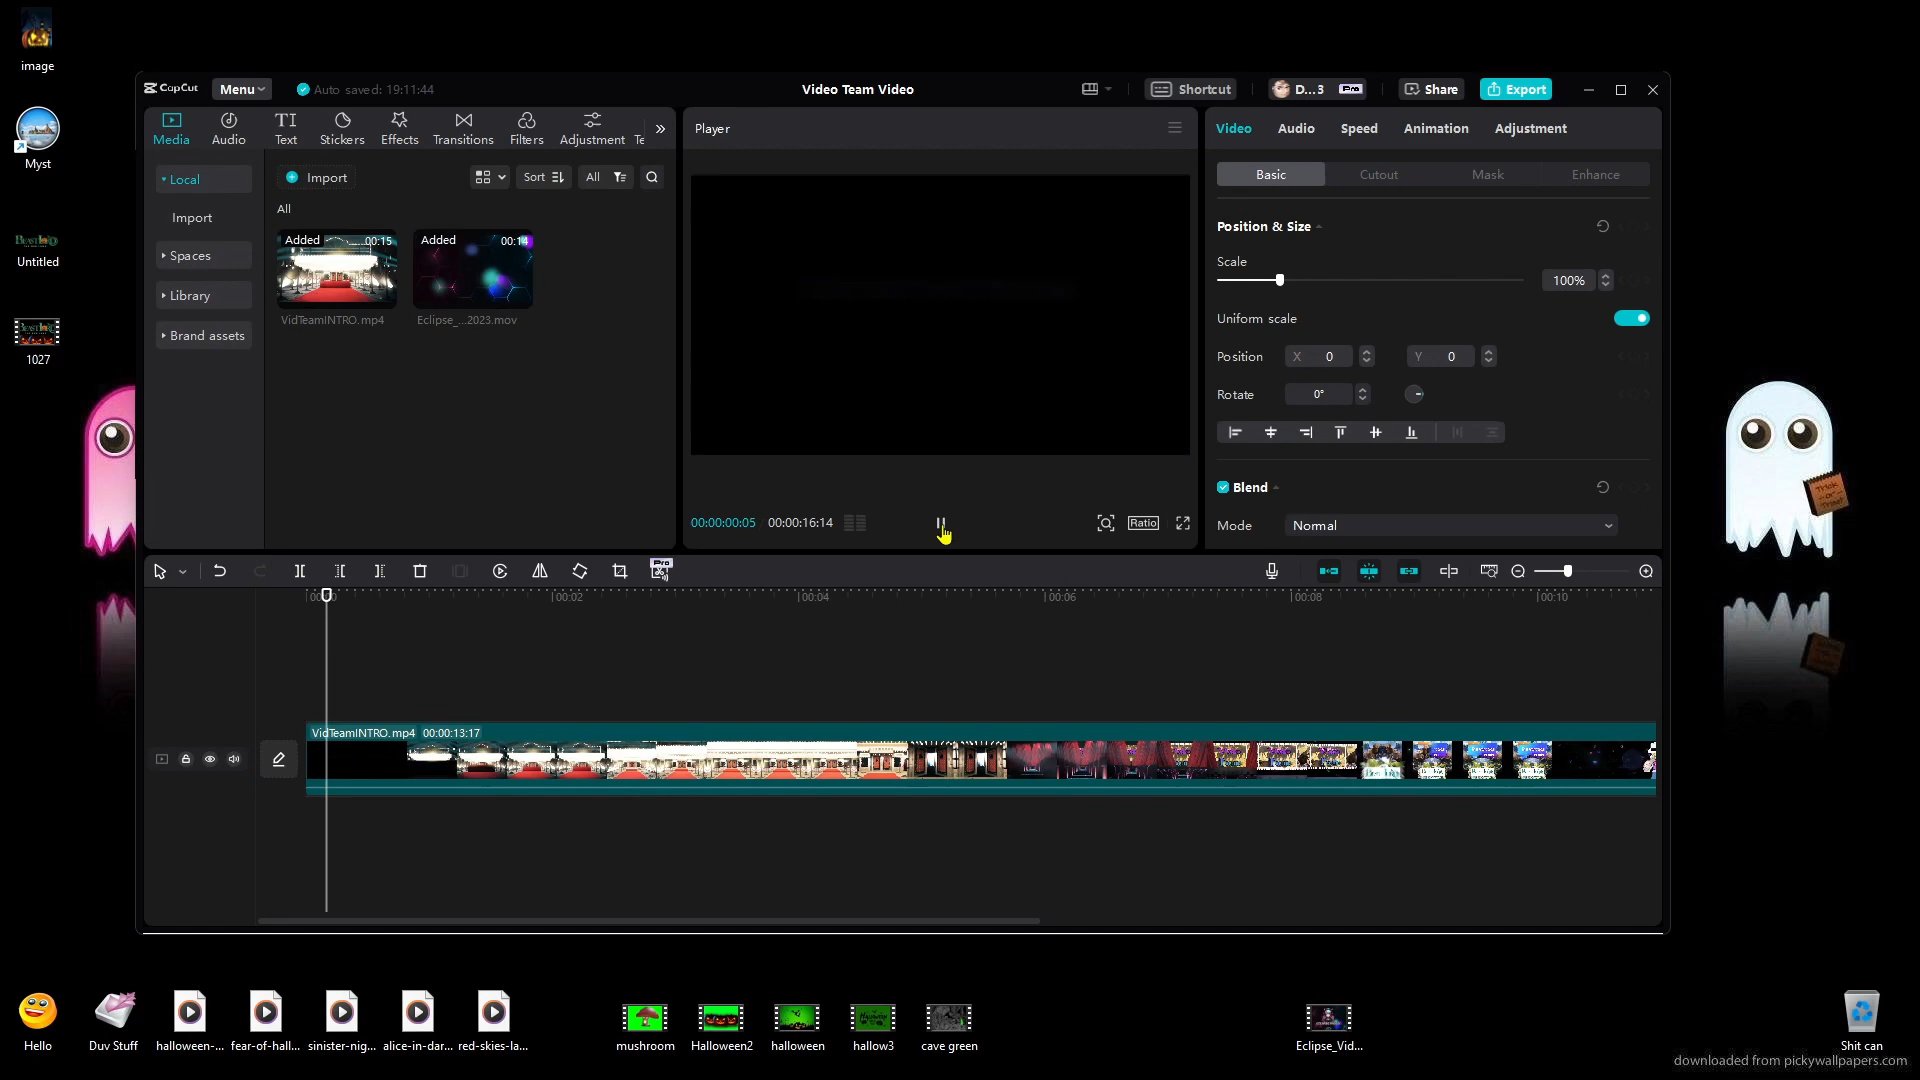 image
Myst
Untitled
1027
CapCut
Menu
Auto saved: 19:11:44
Video Team Video
Shortcut
D...3
Pro
Share
Export
Media
Audio
Text
Stickers
Effects
Transitions
Filters
Adjustment
Te
Local
Import
Spaces
Library
Brand assets
Import
Sort
All
All
Added
00:15
VidTeamINTRO.mp4
Added
00:14
Eclipse_...2023.mov
Player
00:00:00:05
00:00:16:14
Ratio
Video
Audio
Speed
Animation
Adjustment
Basic
Cutout
Mask
Enhance
Position & Size
Scale
100%
Uniform scale
Position
X 0
Y 0
Rotate
0°
Blend
Mode
Normal
Pro
00:02
00:04
00:06
00:08
00:10
VidTeamINTRO.mp4 00:00:13:17
Trick
-or-
Treat
Hello
Duv Stuff
halloween-...
fear-of-hall...
sinister-nig...
alice-in-dar...
red-skies-la...
mushroom
Halloween2
halloween
hallow3
cave green
Eclipse_Vid...
Shit can
downloaded from pickywallpapers.com